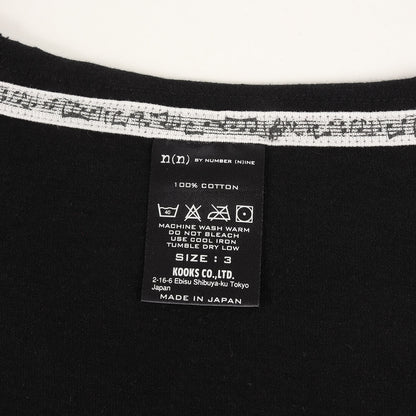 n(n) BY NUMBER (N)INE
100% COTTON
40
MACHINE WASH WARM
DO NOT BLEACH
USE COOL IRON
TUMBLE DRY LOW
SIZE : 3
KOOKS CO.,LTD.
2-16-6 Ebisu Shibuya-ku Tokyo
Japan
MADE IN JAPAN